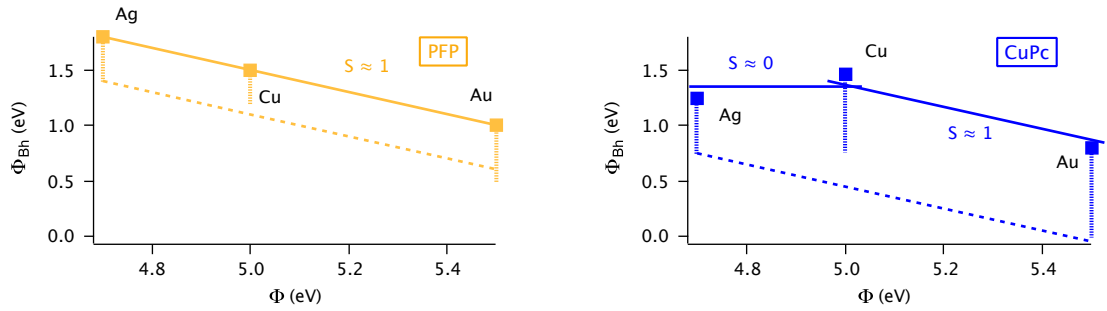 Ag
PFP
S ≈ 1
Cu
Au
1.5
1.0
0.5
0.0
Φ_Bh (eV)
4.8 5.0 5.2 5.4
Φ (eV)
Cu
CuPc
S ≈ 0
Ag
S ≈ 1
Au
1.5
1.0
0.5
0.0
Φ_Bh (eV)
4.8 5.0 5.2 5.4
Φ (eV)